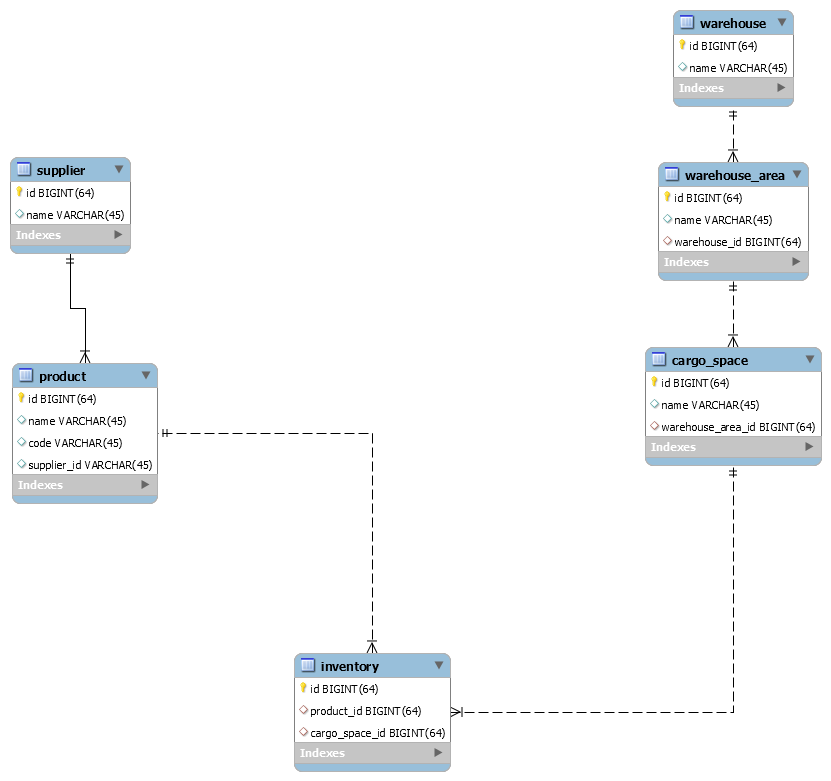 warehouse
id BIGINT(64)
name VARCHAR(45)
Indexes
supplier
id BIGINT(64)
name VARCHAR(45)
Indexes
warehouse_area
id BIGINT(64)
name VARCHAR(45)
warehouse_id BIGINT(64)
Indexes
product
id BIGINT(64)
name VARCHAR(45)
code VARCHAR(45)
supplier_id VARCHAR(45)
Indexes
cargo_space
id BIGINT(64)
name VARCHAR(45)
warehouse_area_id BIGINT(64)
Indexes
inventory
id BIGINT(64)
product_id BIGINT(64)
cargo_space_id BIGINT(64)
Indexes